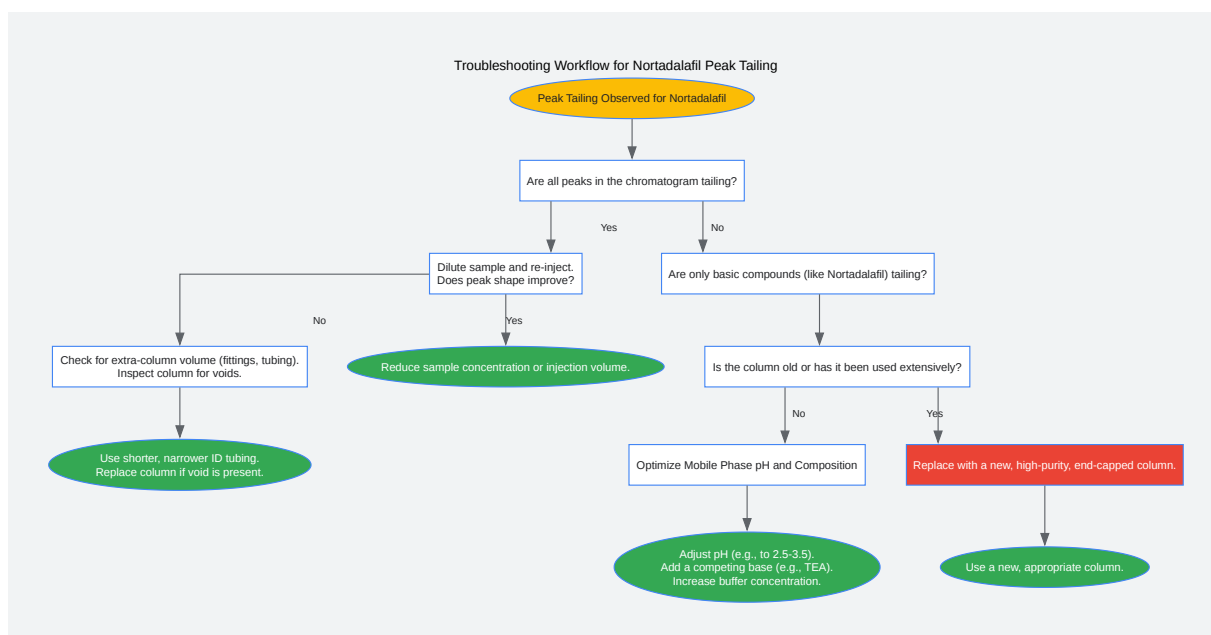 Troubleshooting Workflow for Nortadalafil Peak Tailing
Peak Tailing Observed for Nortadalafil
Are all peaks in the chromatogram tailing?
Yes
No
Dilute sample and re-inject.
Does peak shape improve?
Are only basic compounds (like Nortadalafil) tailing?
No
Yes
Check for extra-column volume (fittings, tubing).
Inspect column for voids.
Reduce sample concentration or injection volume.
Is the column old or has it been used extensively?
No
Yes
Use shorter, narrower ID tubing.
Replace column if void is present.
Optimize Mobile Phase pH and Composition
Replace with a new, high-purity, end-capped column.
Adjust pH (e.g., to 2.5-3.5).
Add a competing base (e.g., TEA).
Increase buffer concentration.
Use a new, appropriate column.